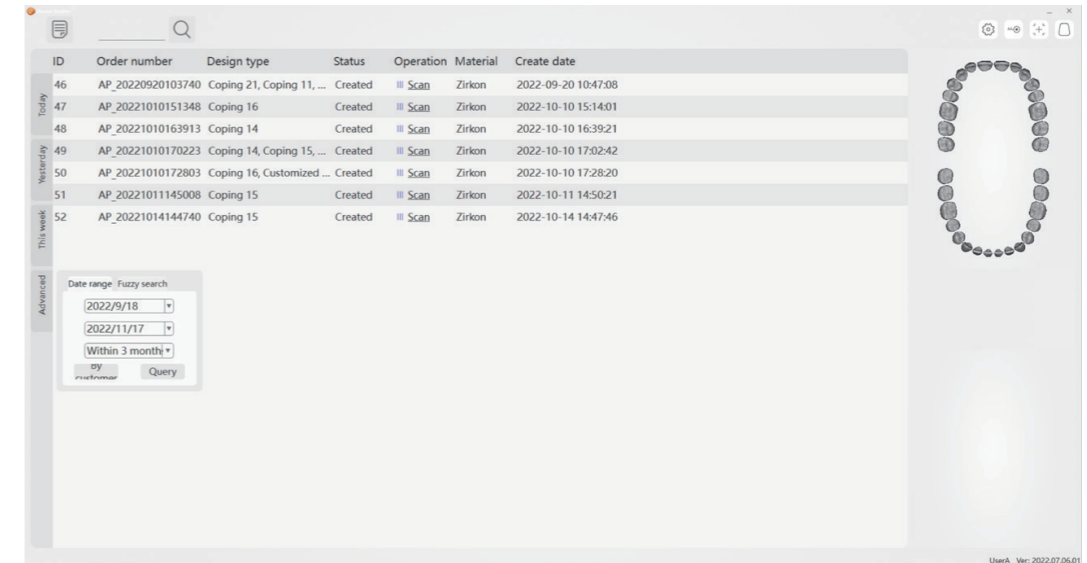 ID Order number Design type Status Operation Material Create date
46 AP_20220920103740 Coping 21, Coping 11, ... Created Scan Zirkon 2022-09-20 10:47:08
47 AP_20221010151348 Coping 16 Created Scan Zirkon 2022-10-10 15:14:01
48 AP_20221010163913 Coping 14 Created Scan Zirkon 2022-10-10 16:39:21
49 AP_20221010170223 Coping 14, Coping 15, ... Created Scan Zirkon 2022-10-10 17:02:42
50 AP_20221010172803 Coping 16, Customized ... Created Scan Zirkon 2022-10-10 17:28:20
51 AP_20221011145008 Coping 15 Created Scan Zirkon 2022-10-11 14:50:21
52 AP_20221014144740 Coping 15 Created Scan Zirkon 2022-10-14 14:47:46
Today
Yesterday
This week
Advanced
Date range Fuzzy search
2022/9/18
2022/11/17
Within 3 month
By
customer
Query
UserA Ver: 2022.07.06.01